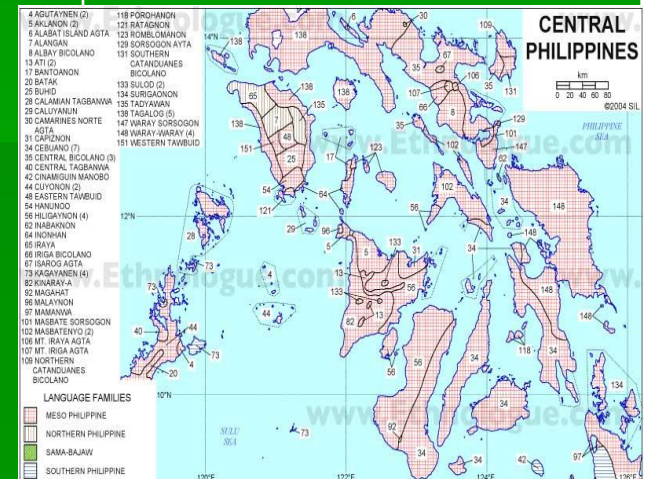 4 AGUTAYNEN (2)
5 AKLANON (2)
6 ALABAT ISLAND AGTA
7 ALANGAN
8 ALBAY BICOLANO
13 ATI (2)
17 BANTOANON
20 BATAK
25 BUHID
28 CALAMIAN TAGBANWA
29 CALUYANUN
30 CAMARINES NORTE
AGTA
31 CAPIZNON
34 CEBUANO (7)
35 CENTRAL BICOLANO (3)
40 CENTRAL TAGBANWA
42 CINAMIGUIN MANOBO
44 CUYONON (2)
48 EASTERN TAWBUID
54 HANUNOO
56 HILIGAYNON (4)
62 INABAKNON
64 INONHAN
65 IRAYA
66 IRIGA BICOLANO
67 ISAROG AGTA
73 KAGAYANEN (4)
82 KINARAY-A
92 MAGAHAT
96 MALAYNON
97 MAMANWA
101 MASBATE SORSOGON
102 MASBATENYO (2)
106 MT. IRAYA AGTA
107 MT. IRIGA AGTA
109 NORTHERN
CATANDUANES
BICOLANO
118 POROHANON
121 RATAGNON
123 ROMBLOMANON
129 SORSOGON AYTA
131 SOUTHERN
CATANDUANES
BICOLANO
133 SULOD (2)
134 SURIGAONON
135 TADYAWAN
138 TAGALOG (5)
147 WARAY SORSOGON
148 WARAY-WARAY (4)
151 WESTERN TAWBUID
LANGUAGE FAMILIES
MESO PHILIPPINE
NORTHERN PHILIPPINE
SAMA-BAJAW
SOUTHERN PHILIPPINE
CENTRAL
PHILIPPINES
km
0 20 40 60 80
©2004 SIL
PHILIPPINE
SEA
SULU
SEA
14°N
12°N
10°N
120°E
122°E
124°E
126°E
www.Ethnologue.com